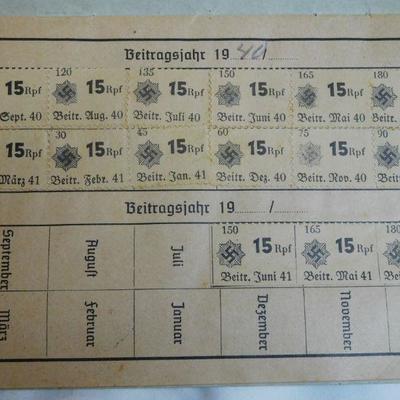 Beitragsjahr 19 40
120 135 150 165 180
15 Rpf 15 Rpf 15 Rpf 15 Rpf 15 Rpf
Sept. 40 Beitr. Aug. 40 Beitr. Juli 40 Beitr. Juni 40 Beitr. Mai 40 Beitr.
30 45 60 75 90
15 Rpf 15 Rpf 15 Rpf 15 Rpf 15 Rpf
März 41 Beitr. Febr. 41 Beitr. Jan. 41 Beitr. Dez. 40 Beitr. Nov. 40 Beitr.
Beitragsjahr 19 /
150 165 180
15 Rpf 15 Rpf
Beitr. Juni 41 Beitr. Mai 41 Beitr.
September August Juli
März Februar Januar Dezember November